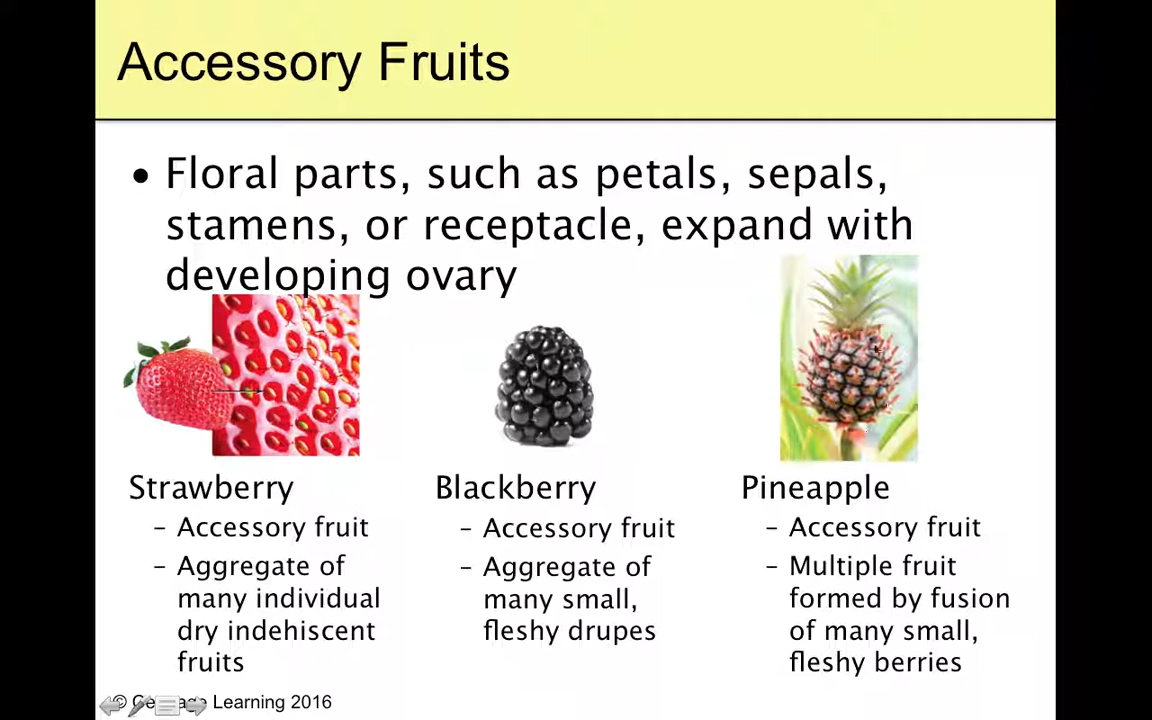 Accessory Fruits
• Floral parts, such as petals, sepals,
stamens, or receptacle, expand with
developing ovary
Strawberry
– Accessory fruit
– Aggregate of
many individual
dry indehiscent
fruits
Blackberry
– Accessory fruit
– Aggregate of
many small,
fleshy drupes
Pineapple
– Accessory fruit
– Multiple fruit
formed by fusion
of many small,
fleshy berries
© Cengage Learning 2016